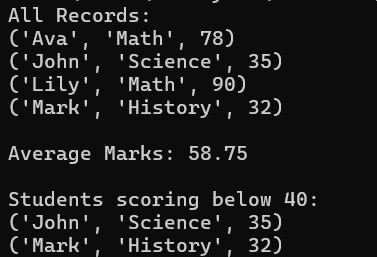 All Records:
('Ava', 'Math', 78)
('John', 'Science', 35)
('Lily', 'Math', 90)
('Mark', 'History', 32)
Average Marks: 58.75
Students scoring below 40:
('John', 'Science', 35)
('Mark', 'History', 32)